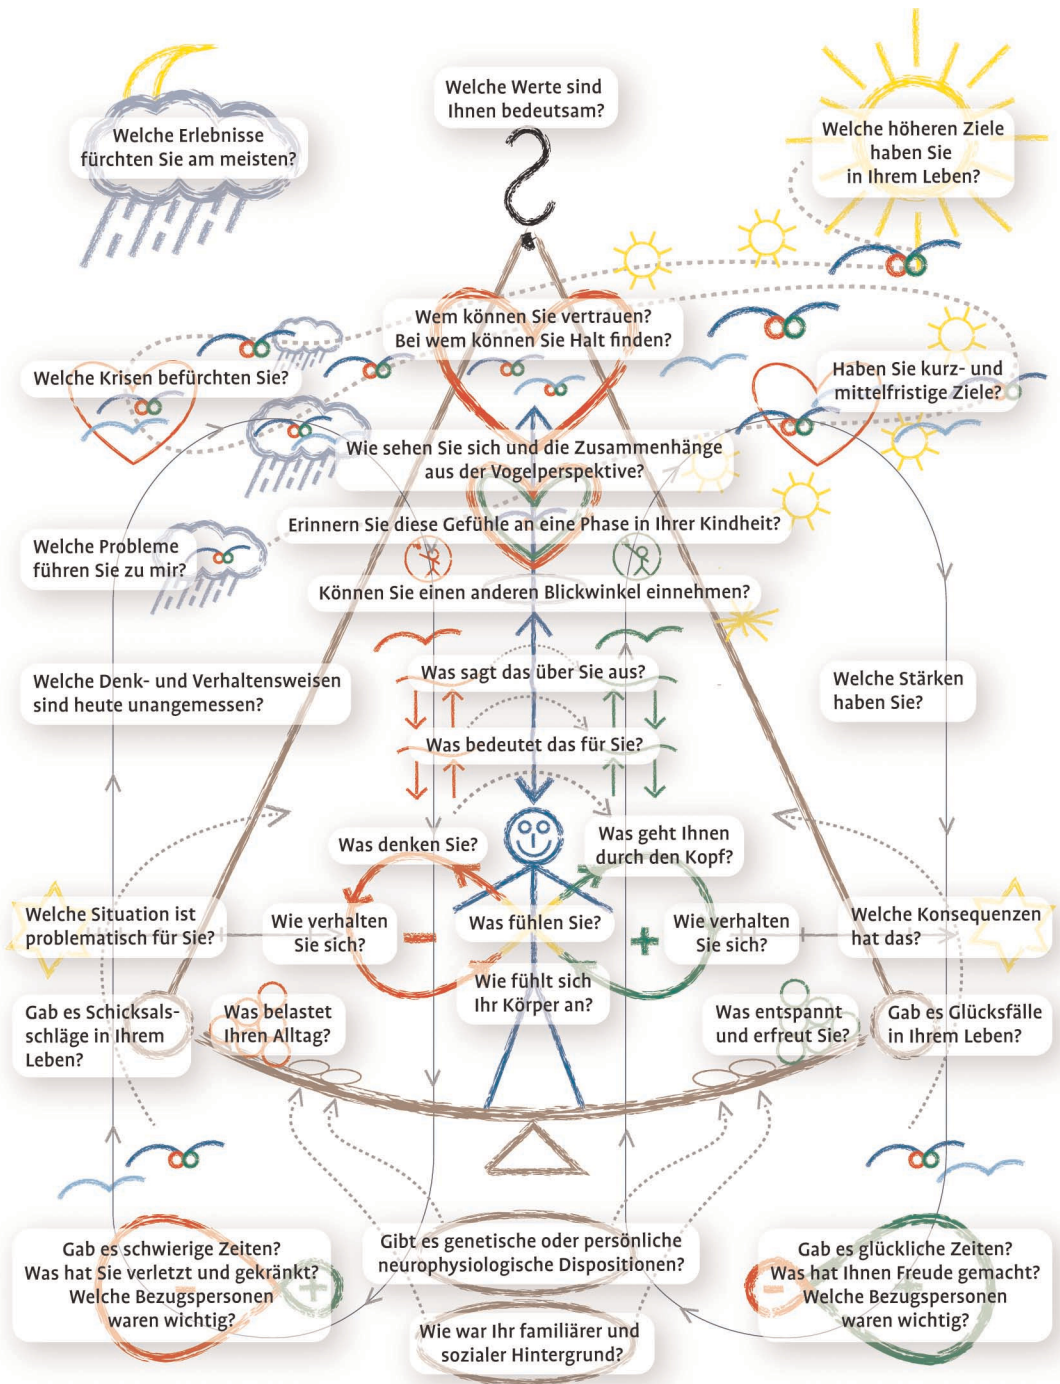 Welche Werte sind
Ihnen bedeutsam?
Welche Erlebnisse
fürchten Sie am meisten?
Welche höheren Ziele
haben Sie
in Ihrem Leben?
Wem können Sie vertrauen?
Bei wem können Sie Halt finden?
Welche Krisen befürchten Sie?
Haben Sie kurz- und
mittelfristige Ziele?
Wie sehen Sie sich und die Zusammenhänge
aus der Vogelperspektive?
Erinnern Sie diese Gefühle an eine Phase in Ihrer Kindheit?
Welche Probleme
führen Sie zu mir?
Können Sie einen anderen Blickwinkel einnehmen?
Welche Denk- und Verhaltensweisen
sind heute unangemessen?
Was sagt das über Sie aus?
Welche Stärken
haben Sie?
Was bedeutet das für Sie?
Was denken Sie?
Was geht Ihnen
durch den Kopf?
Welche Situation ist
problematisch für Sie?
Wie verhalten
Sie sich?
Was fühlen Sie?
Wie verhalten
Sie sich?
Welche Konsequenzen
hat das?
Wie fühlt sich
Ihr Körper an?
Gab es Schicksals-
schläge in Ihrem
Leben?
Was belastet
Ihren Alltag?
Was entspannt
und erfreut Sie?
Gab es Glücksfälle
in Ihrem Leben?
Gab es schwierige Zeiten?
Was hat Sie verletzt und gekränkt?
Welche Bezugspersonen
waren wichtig?
Gibt es genetische oder persönliche
neurophysiologische Dispositionen?
Gab es glückliche Zeiten?
Was hat Ihnen Freude gemacht?
Welche Bezugspersonen
waren wichtig?
Wie war Ihr familiärer und
sozialer Hintergrund?